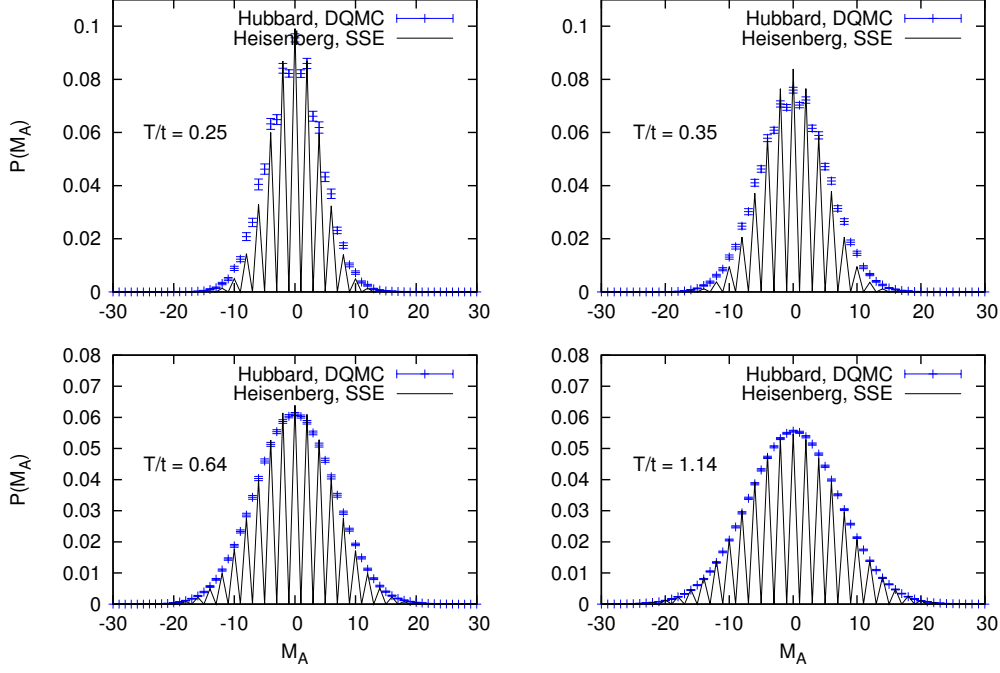 Hubbard, DQMC
Heisenberg, SSE
T/t = 0.25
P(M_A)
0.1
0.08
0.06
0.04
0.02
0
-30 -20 -10 0 10 20 30
Hubbard, DQMC
Heisenberg, SSE
T/t = 0.35
0.1
0.08
0.06
0.04
0.02
0
-30 -20 -10 0 10 20 30
Hubbard, DQMC
Heisenberg, SSE
T/t = 0.64
P(M_A)
0.08
0.07
0.06
0.05
0.04
0.03
0.02
0.01
0
-30 -20 -10 0 10 20 30
M_A
Hubbard, DQMC
Heisenberg, SSE
T/t = 1.14
0.08
0.07
0.06
0.05
0.04
0.03
0.02
0.01
0
-30 -20 -10 0 10 20 30
M_A